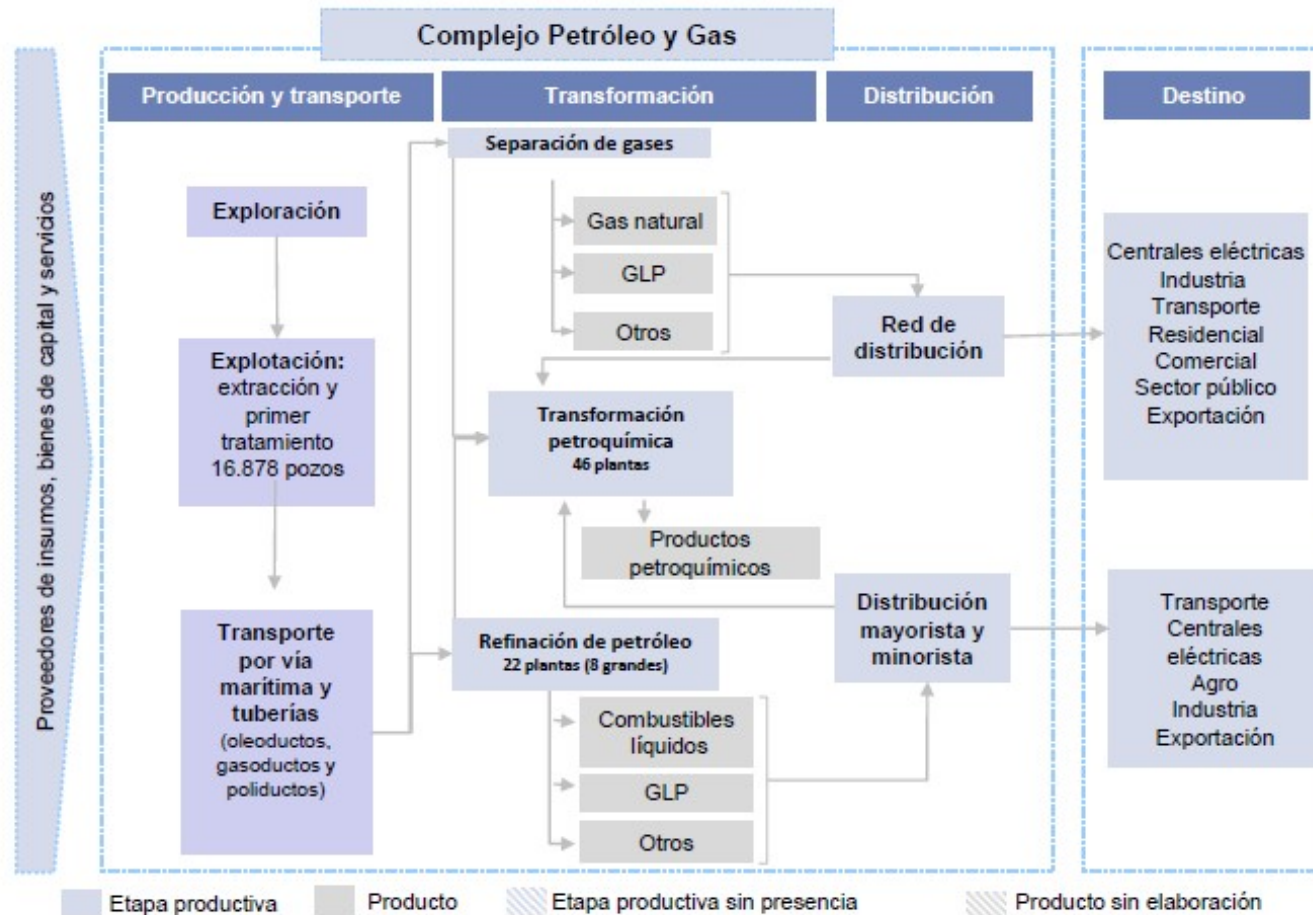 Complejo Petróleo y Gas
Proveedores de insumos, bienes de capital y servicios
Producción y transporte
Transformación
Distribución
Destino
Exploración
Explotación:
extracción y
primer
tratamiento
16.878 pozos
Transporte
por vía
marítima y
tuberías
(oleoductos,
gasoductos y
poliductos)
Separación de gases
Gas natural
GLP
Otros
Transformación
petroquímica
46 plantas
Productos
petroquímicos
Refinación de petróleo
22 plantas (8 grandes)
Combustibles
líquidos
GLP
Otros
Red de
distribución
Distribución
mayorista y
minorista
Centrales eléctricas
Industria
Transporte
Residencial
Comercial
Sector público
Exportación
Transporte
Centrales
eléctricas
Agro
Industria
Exportación
Etapa productiva
Producto
Etapa productiva sin presencia
Producto sin elaboración